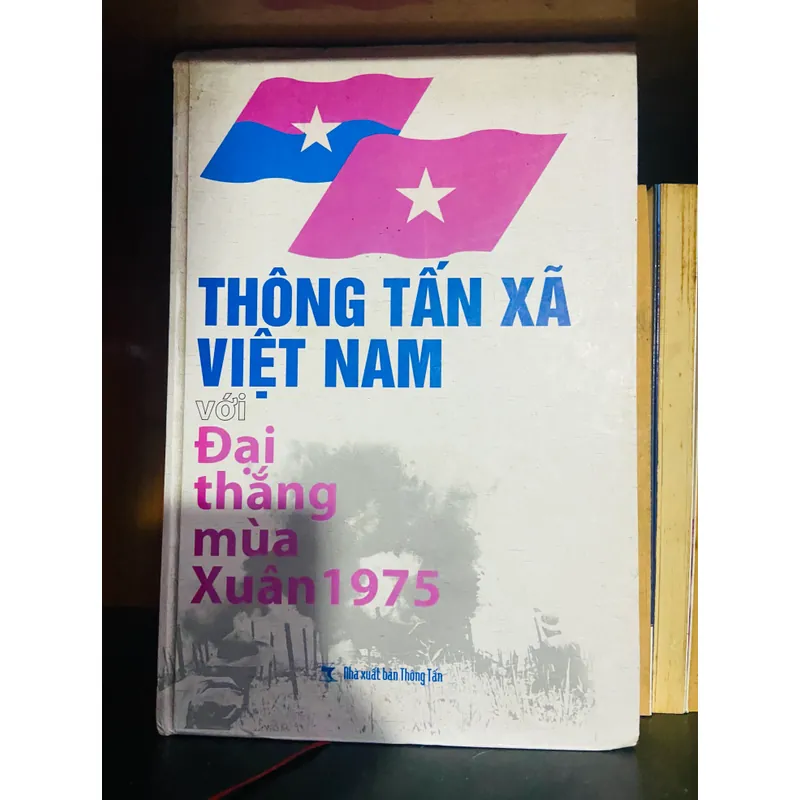 THÔNG TẤN XÃ
VIỆT NAM
với
Đại
thắng
mùa
Xuân 1975
Nhà xuất bản Thông Tấn